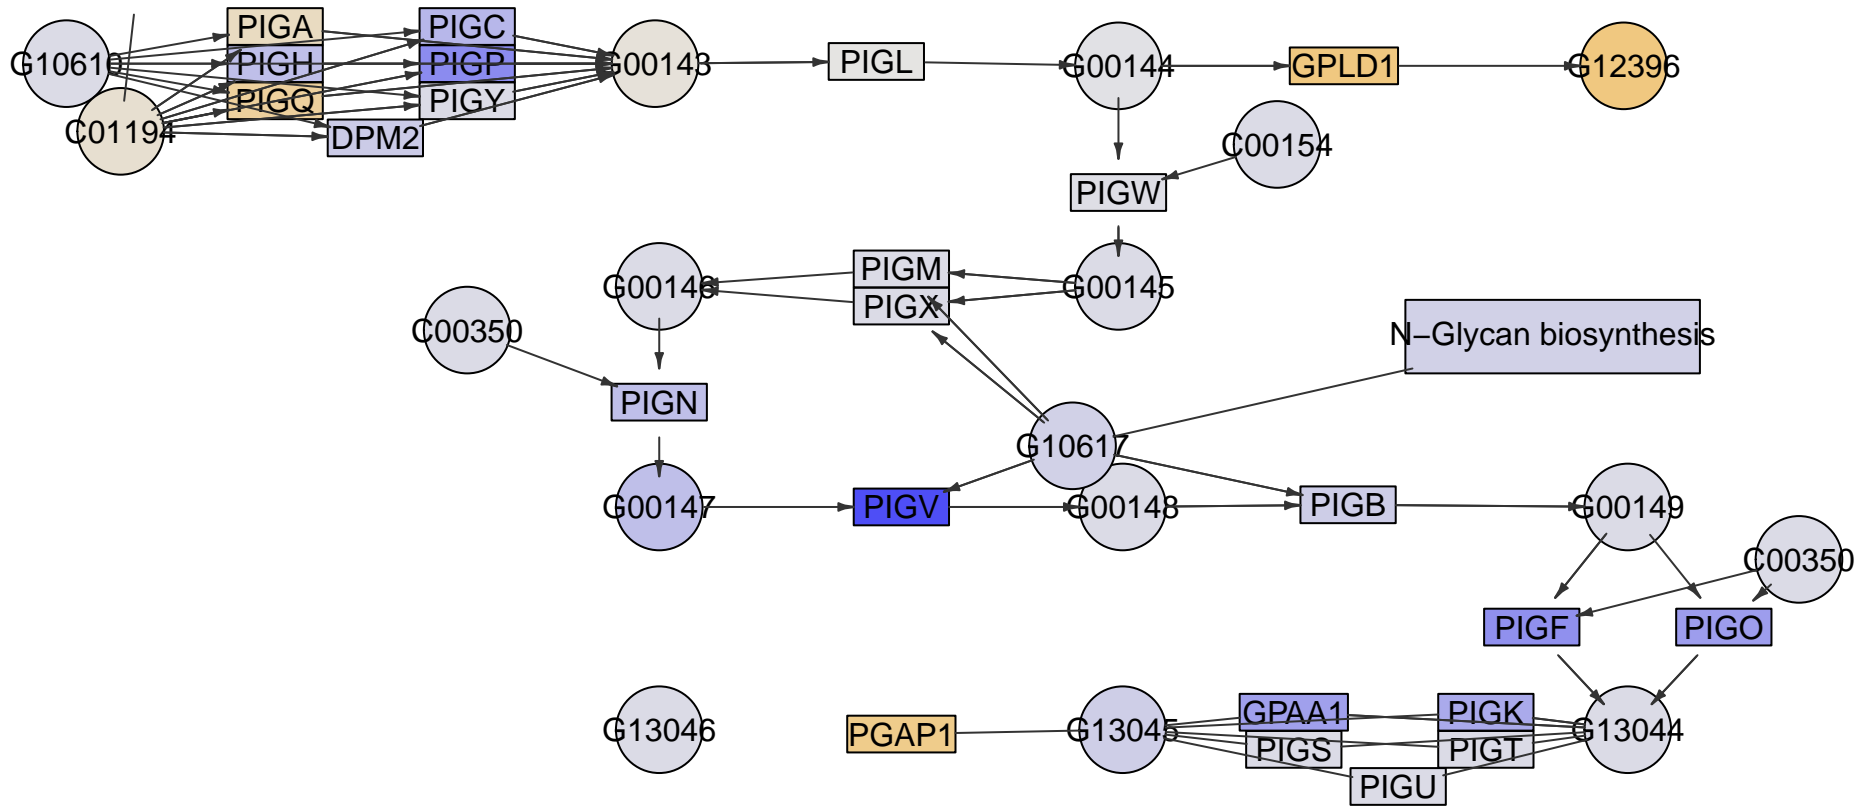 PIGA
PIGC
G10610
PIGH
PIGP
G00143
PIGL
G00144
GPLD1
G12396
PIGQ
PIGY
C01194
DPM2
C00154
PIGW
PIGM
G00146
G00145
PIGX
C00350
N–Glycan biosynthesis
PIGN
G10617
G00147
PIGV
G00148
PIGB
G00149
C00350
PIGF
PIGO
GPAA1
PIGK
G13046
PGAP1
G13045
G13044
PIGS
PIGT
PIGU